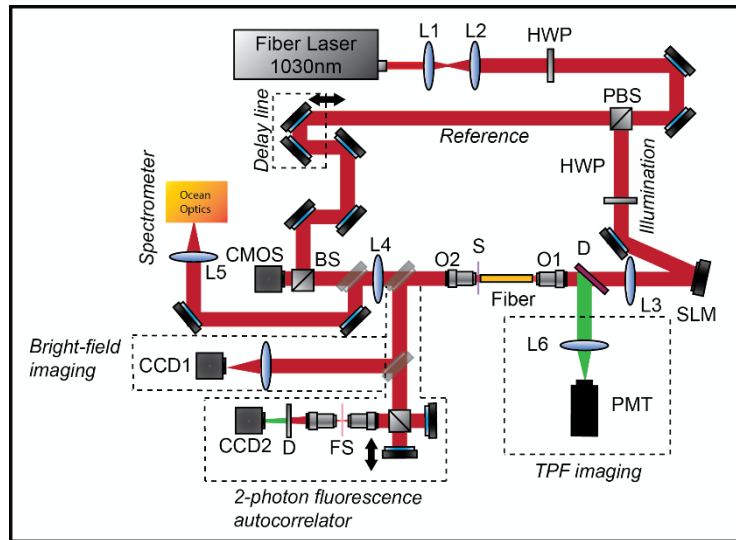 Fiber Laser
1030nm
L1
L2
HWP
PBS
Delay line
Reference
HWP
Illumination
Spectrometer
Ocean
Optics
CMOS
BS
L4
O2
S
O1
D
L5
Fiber
L3
SLM
Bright-field
imaging
CCD1
L6
PMT
CCD2
D
FS
TPF imaging
2-photon fluorescence
autocorrelator